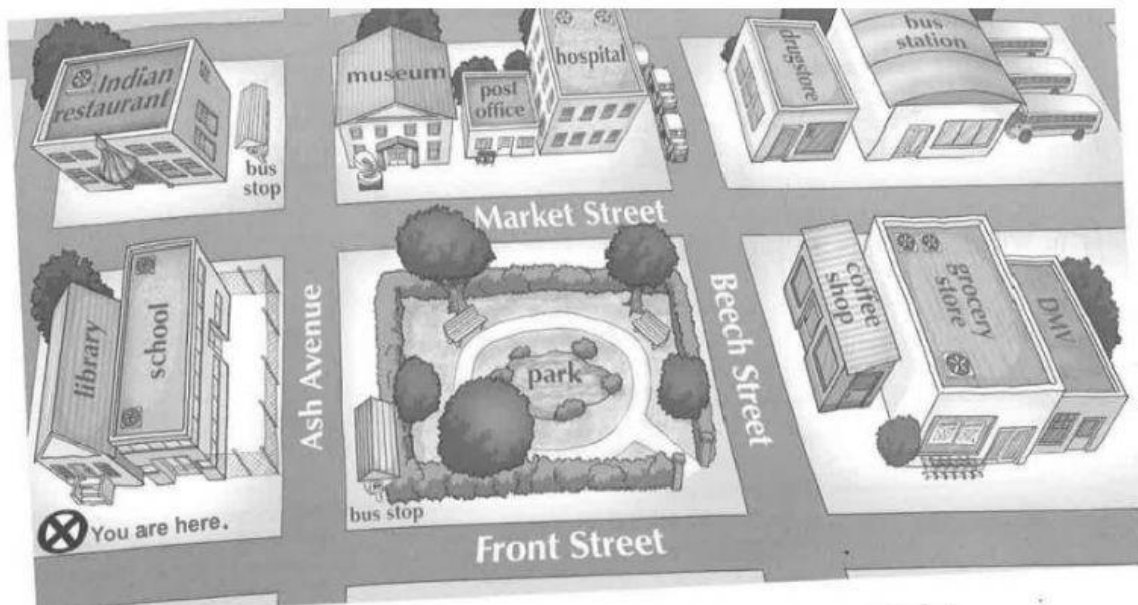 Indian
restaurant
bus
stop
museum
post
office
hospital
drugstore
bus
station
Market Street
library
school
Ash Avenue
park
Beech Street
coffee
shop
grocery
store
DMV
bus stop
You are here.
Front Street